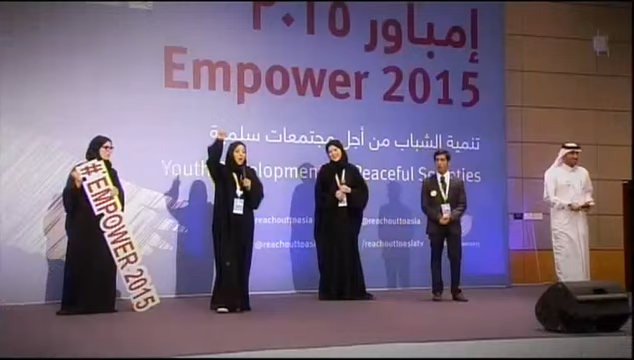 إمباور ٢٠١٥
Empower 2015
تنمية الشباب من أجل مجتمعات سلمية
Youth Development for Peaceful Societies
@reachouttoasia
/reachouttoasia
/reachouttoasiatv
#EMPOWER 2015